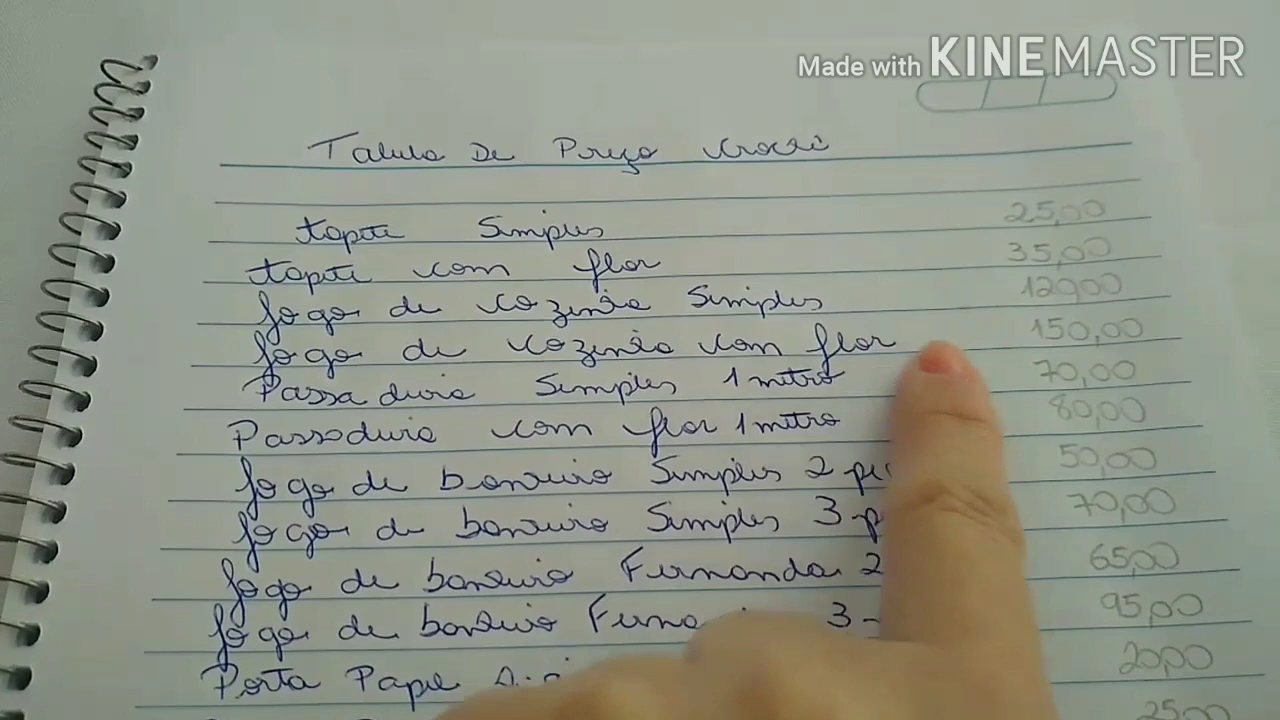 Made with KINEMASTER
Tabela De Preço Crochê
tapete Simples 25,00
tapete com flor 35,00
Jogo de cozinha Simples 120,00
Jogo de cozinha com flor 150,00
Passadeira Simples 1 metro 70,00
Passadeira com flor 1 metro 80,00
Jogo de banheiro Simples 2 50,00
Jogo de banheiro Simples 3 70,00
Jogo de banheiro Fernanda 2 65,00
Jogo de banheiro 3 95,00
Porta Papel 20,00
25,00